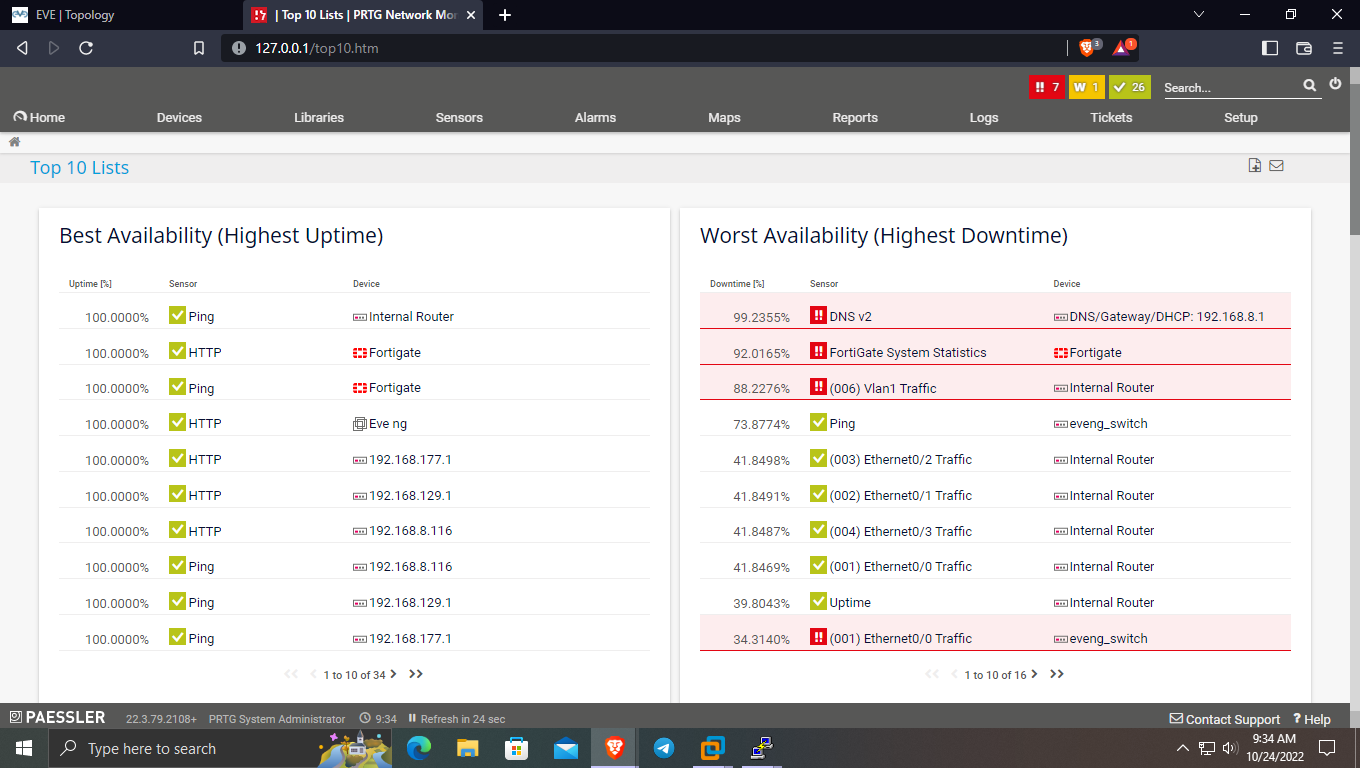 EVE | Topology
| Top 10 Lists | PRTG Network Mor
127.0.0.1/top10.htm
3
1
!! 7
W 1
26
Search...
Home Devices Libraries Sensors Alarms Maps Reports Logs Tickets Setup
Top 10 Lists
Best Availability (Highest Uptime)
Uptime [%] Sensor Device
100.0000% Ping Internal Router
100.0000% HTTP Fortigate
100.0000% Ping Fortigate
100.0000% HTTP Eve ng
100.0000% HTTP 192.168.177.1
100.0000% HTTP 192.168.129.1
100.0000% HTTP 192.168.8.116
100.0000% Ping 192.168.8.116
100.0000% Ping 192.168.129.1
100.0000% Ping 192.168.177.1
<< < 1 to 10 of 34 > >>
Worst Availability (Highest Downtime)
Downtime [%] Sensor Device
99.2355% !! DNS v2 DNS/Gateway/DHCP: 192.168.8.1
92.0165% !! FortiGate System Statistics Fortigate
88.2276% !! (006) Vlan1 Traffic Internal Router
73.8774% Ping eveng_switch
41.8498% (003) Ethernet0/2 Traffic Internal Router
41.8491% (002) Ethernet0/1 Traffic Internal Router
41.8487% (004) Ethernet0/3 Traffic Internal Router
41.8469% (001) Ethernet0/0 Traffic Internal Router
39.8043% Uptime Internal Router
34.3140% !! (001) Ethernet0/0 Traffic eveng_switch
<< < 1 to 10 of 16 > >>
PAESSLER 22.3.79.2108+ PRTG System Administrator 9:34 Refresh in 24 sec
Contact Support ? Help
Type here to search
9:34 AM
10/24/2022